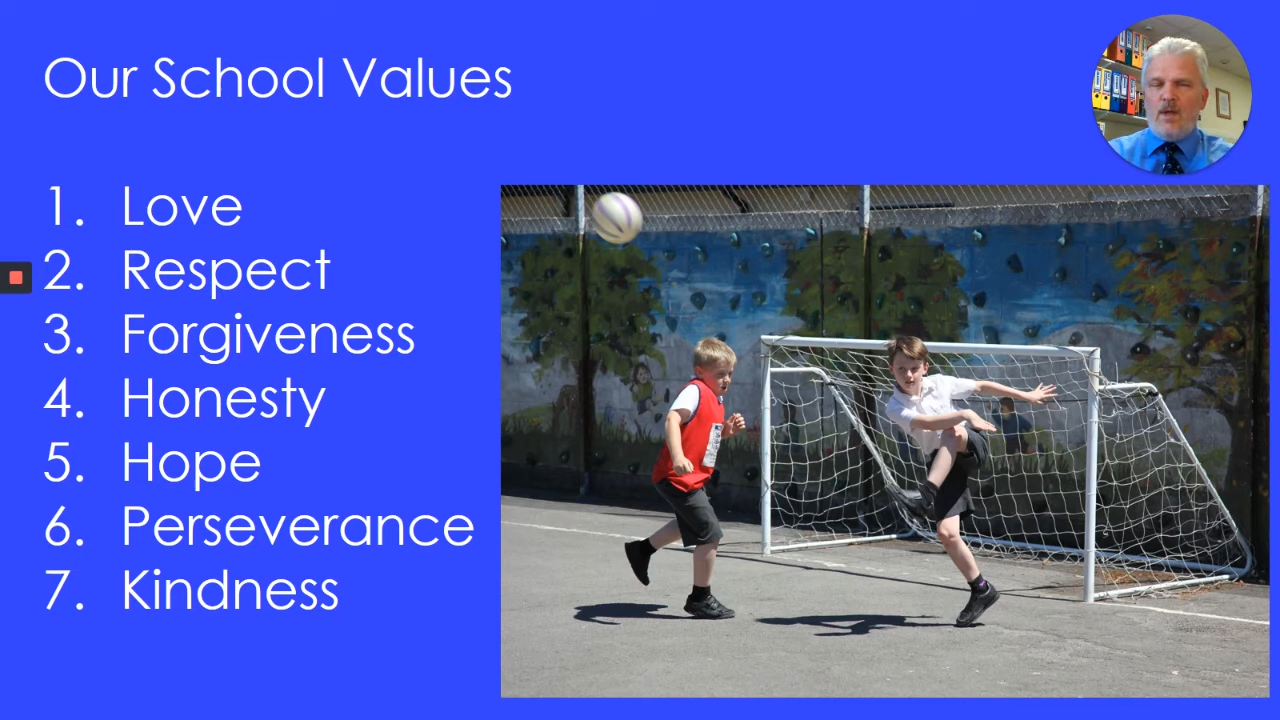 Our School Values
1. Love
2. Respect
3. Forgiveness
4. Honesty
5. Hope
6. Perseverance
7. Kindness